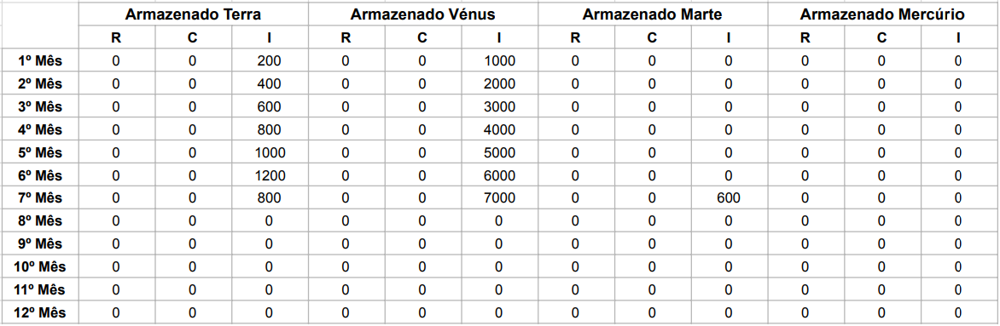 Armazenado Terra Armazenado Vénus Armazenado Marte Armazenado Mercúrio
R C I R C I R C I R C I
1º Mês 0 0 200 0 0 1000 0 0 0 0 0 0
2º Mês 0 0 400 0 0 2000 0 0 0 0 0 0
3º Mês 0 0 600 0 0 3000 0 0 0 0 0 0
4º Mês 0 0 800 0 0 4000 0 0 0 0 0 0
5º Mês 0 0 1000 0 0 5000 0 0 0 0 0 0
6º Mês 0 0 1200 0 0 6000 0 0 0 0 0 0
7º Mês 0 0 800 0 0 7000 0 0 600 0 0 0
8º Mês 0 0 0 0 0 0 0 0 0 0 0 0
9º Mês 0 0 0 0 0 0 0 0 0 0 0 0
10º Mês 0 0 0 0 0 0 0 0 0 0 0 0
11º Mês 0 0 0 0 0 0 0 0 0 0 0 0
12º Mês 0 0 0 0 0 0 0 0 0 0 0 0